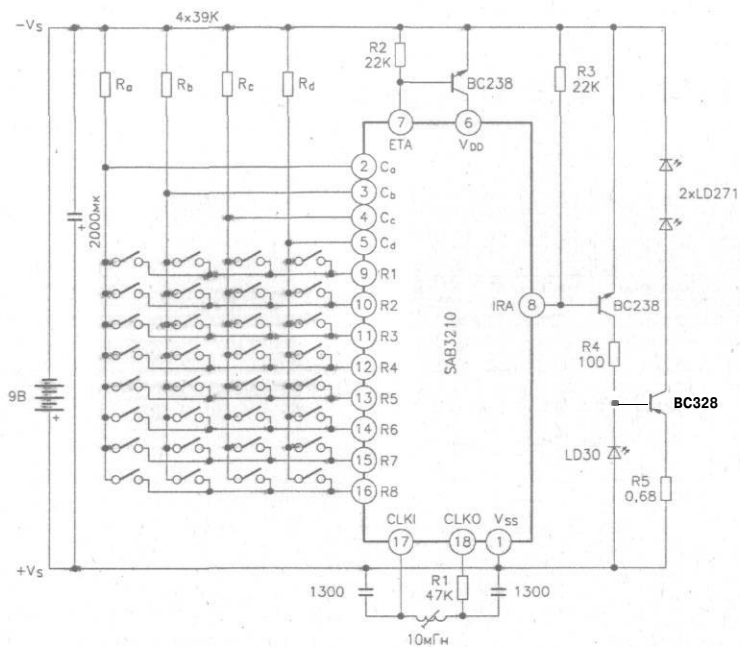 -Vs
4x39K
Ra
Rb
Rc
Rd
R2
22K
BC238
R3
22K
7
ETA
6
VDD
2
Ca
3
Cb
4
Cc
5
Cd
2xLD271
2000мк
+
9
R1
10
R2
11
R3
12
R4
13
R5
14
R6
15
R7
16
R8
SAB3210
IRA
8
BC238
R4
100
BC328
9В
+
LD30
R5
0,68
CLKI
17
CLKO
18
VSS
1
+Vs
1300
R1
47K
1300
10мГн